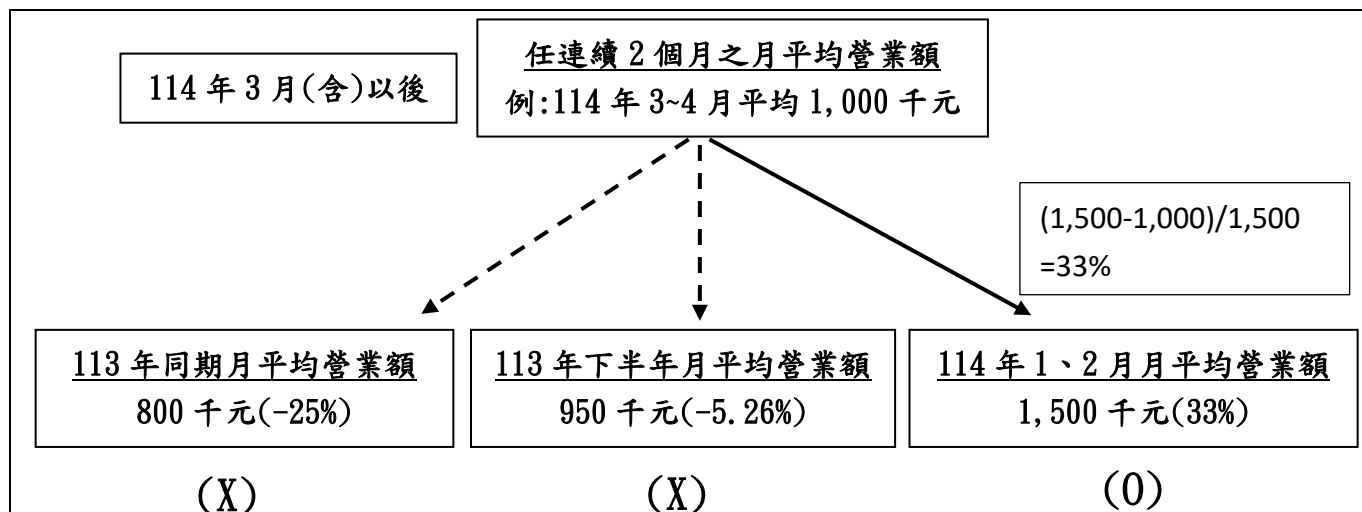 114 年 3 月(含)以後
任連續 2 個月之月平均營業額
例:114 年 3~4 月平均 1,000 千元
(1,500-1,000)/1,500
=33%
113 年同期月平均營業額
800 千元(-25%)
113 年下半年月平均營業額
950 千元(-5.26%)
114 年 1、2 月月平均營業額
1,500 千元(33%)
(X)
(X)
(O)